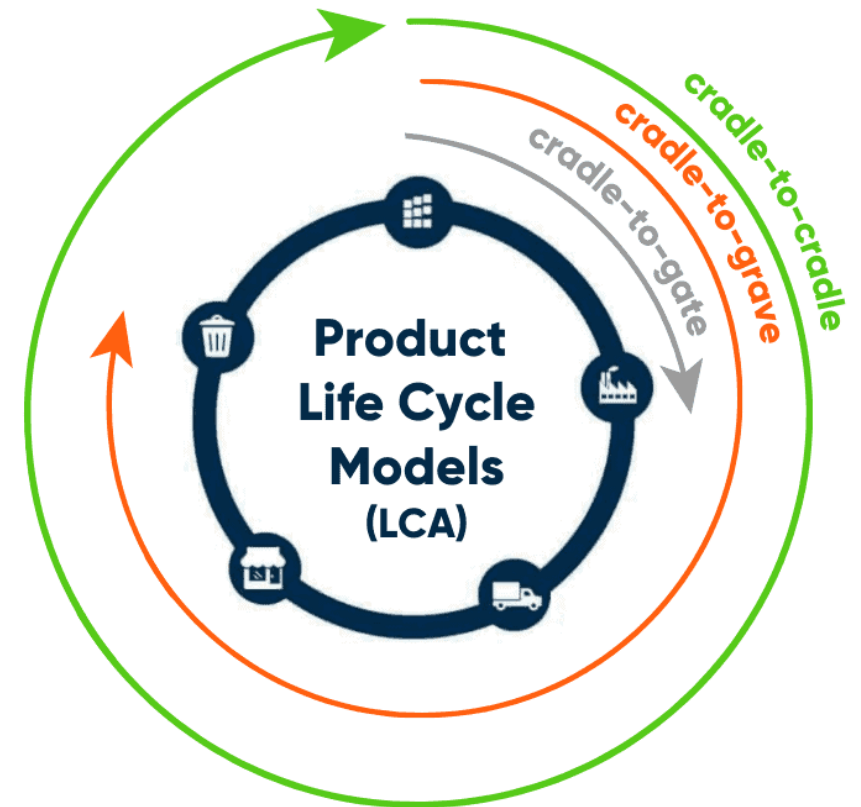 cradle-to-cradle
cradle-to-grave
cradle-to-gate
Product
Life Cycle
Models
(LCA)